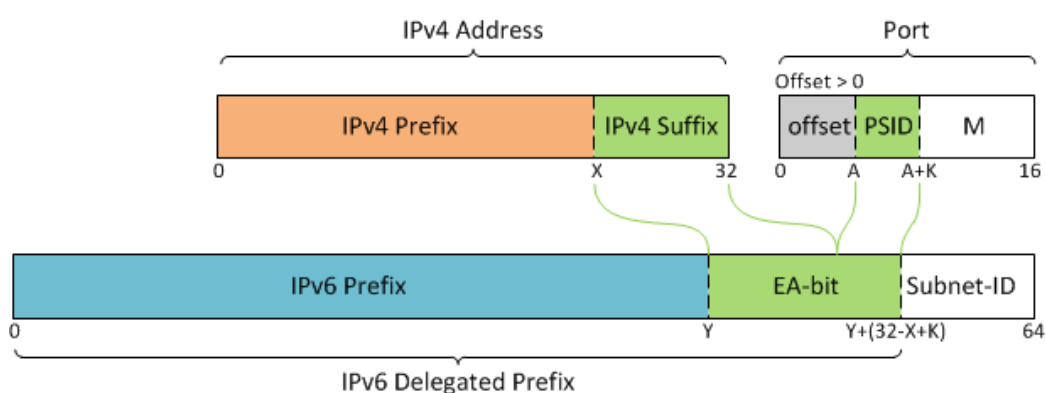 IPv4 Address Port
Offset > 0
IPv4 Prefix IPv4 Suffix offset PSID M
0 X 32 0 A A+K 16
IPv6 Prefix EA-bit Subnet-ID
0 Y Y+(32-X+K) 64
IPv6 Delegated Prefix